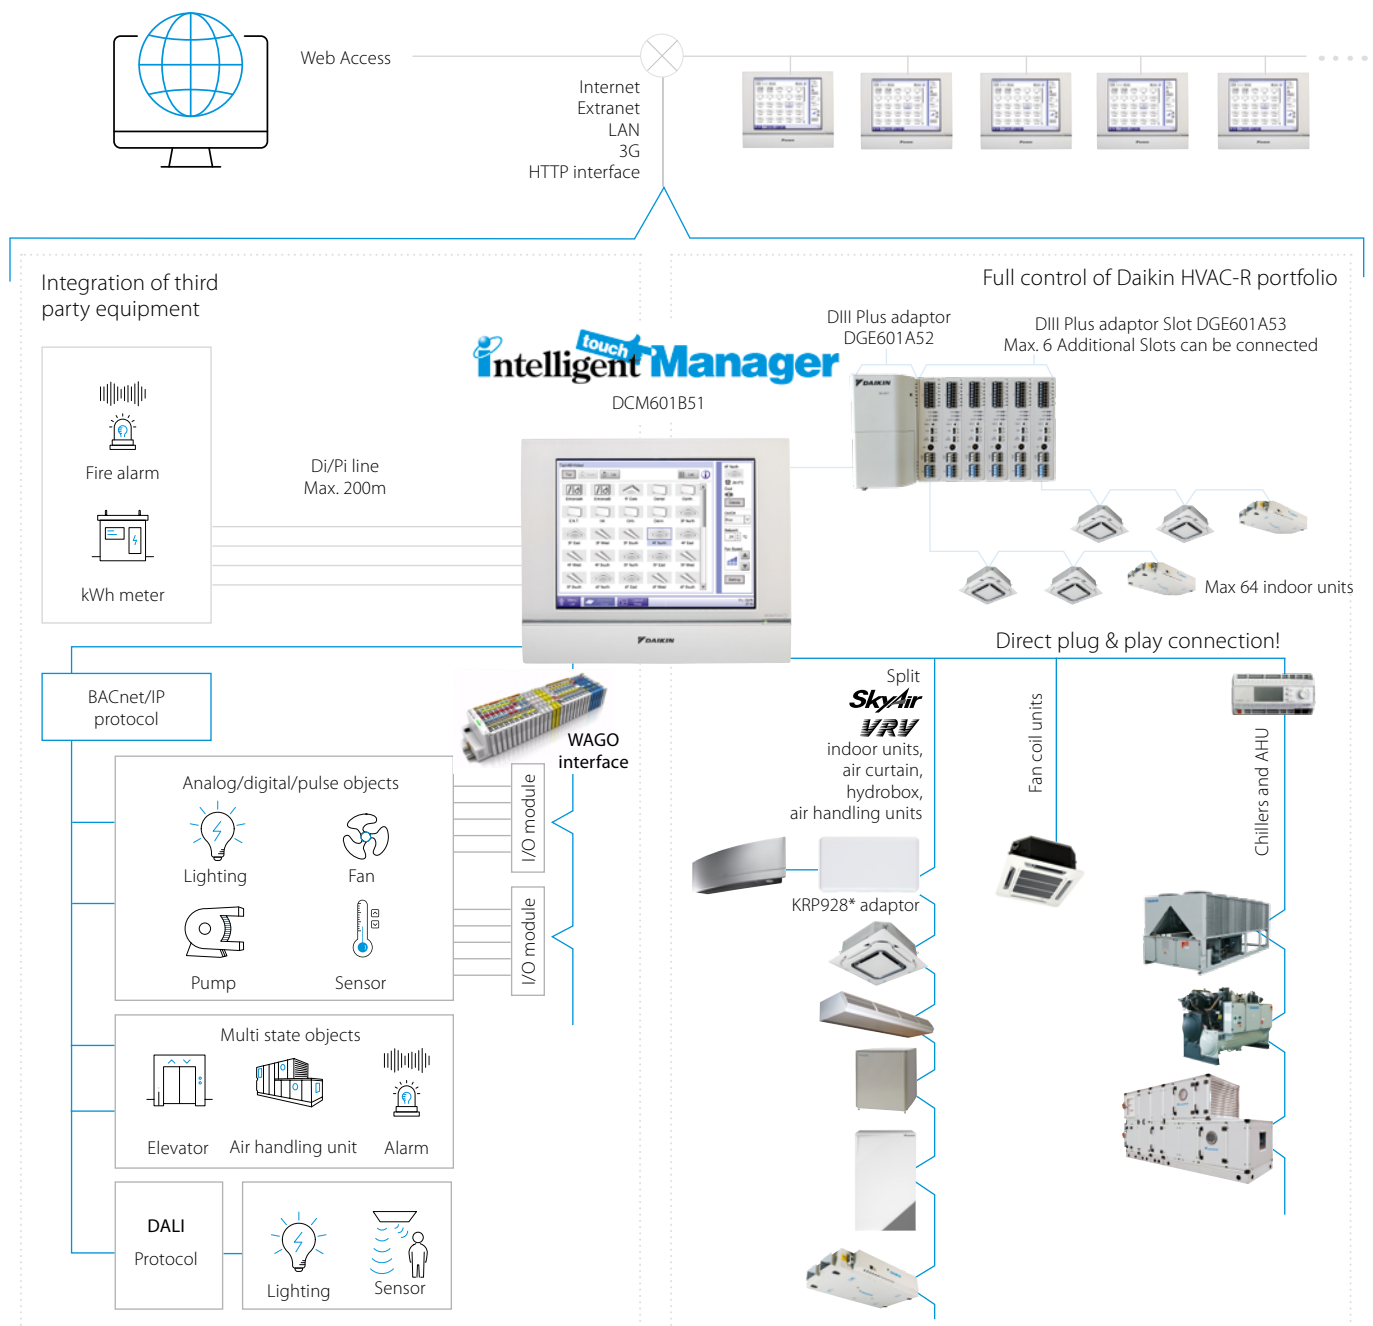 Web Access
Internet
Extranet
LAN
3G
HTTP interface
Integration of third
party equipment
Full control of Daikin HVAC-R portfolio
DIII Plus adaptor
DGE601A52
DIII Plus adaptor Slot DGE601A53
Max. 6 Additional Slots can be connected
intelligent touch Manager
DCM601B51
DAIKIN
Fire alarm
Di/Pi line
Max. 200m
kWh meter
Max 64 indoor units
DAIKIN
Direct plug & play connection!
BACnet/IP
protocol
WAGO
interface
Split
SkyAir
VRV
indoor units,
air curtain,
hydrobox,
air handling units
Fan coil units
Chillers and AHU
Analog/digital/pulse objects
Lighting
Fan
Pump
Sensor
I/O module
I/O module
KRP928* adaptor
Multi state objects
Elevator
Air handling unit
Alarm
DALI
Protocol
Lighting
Sensor